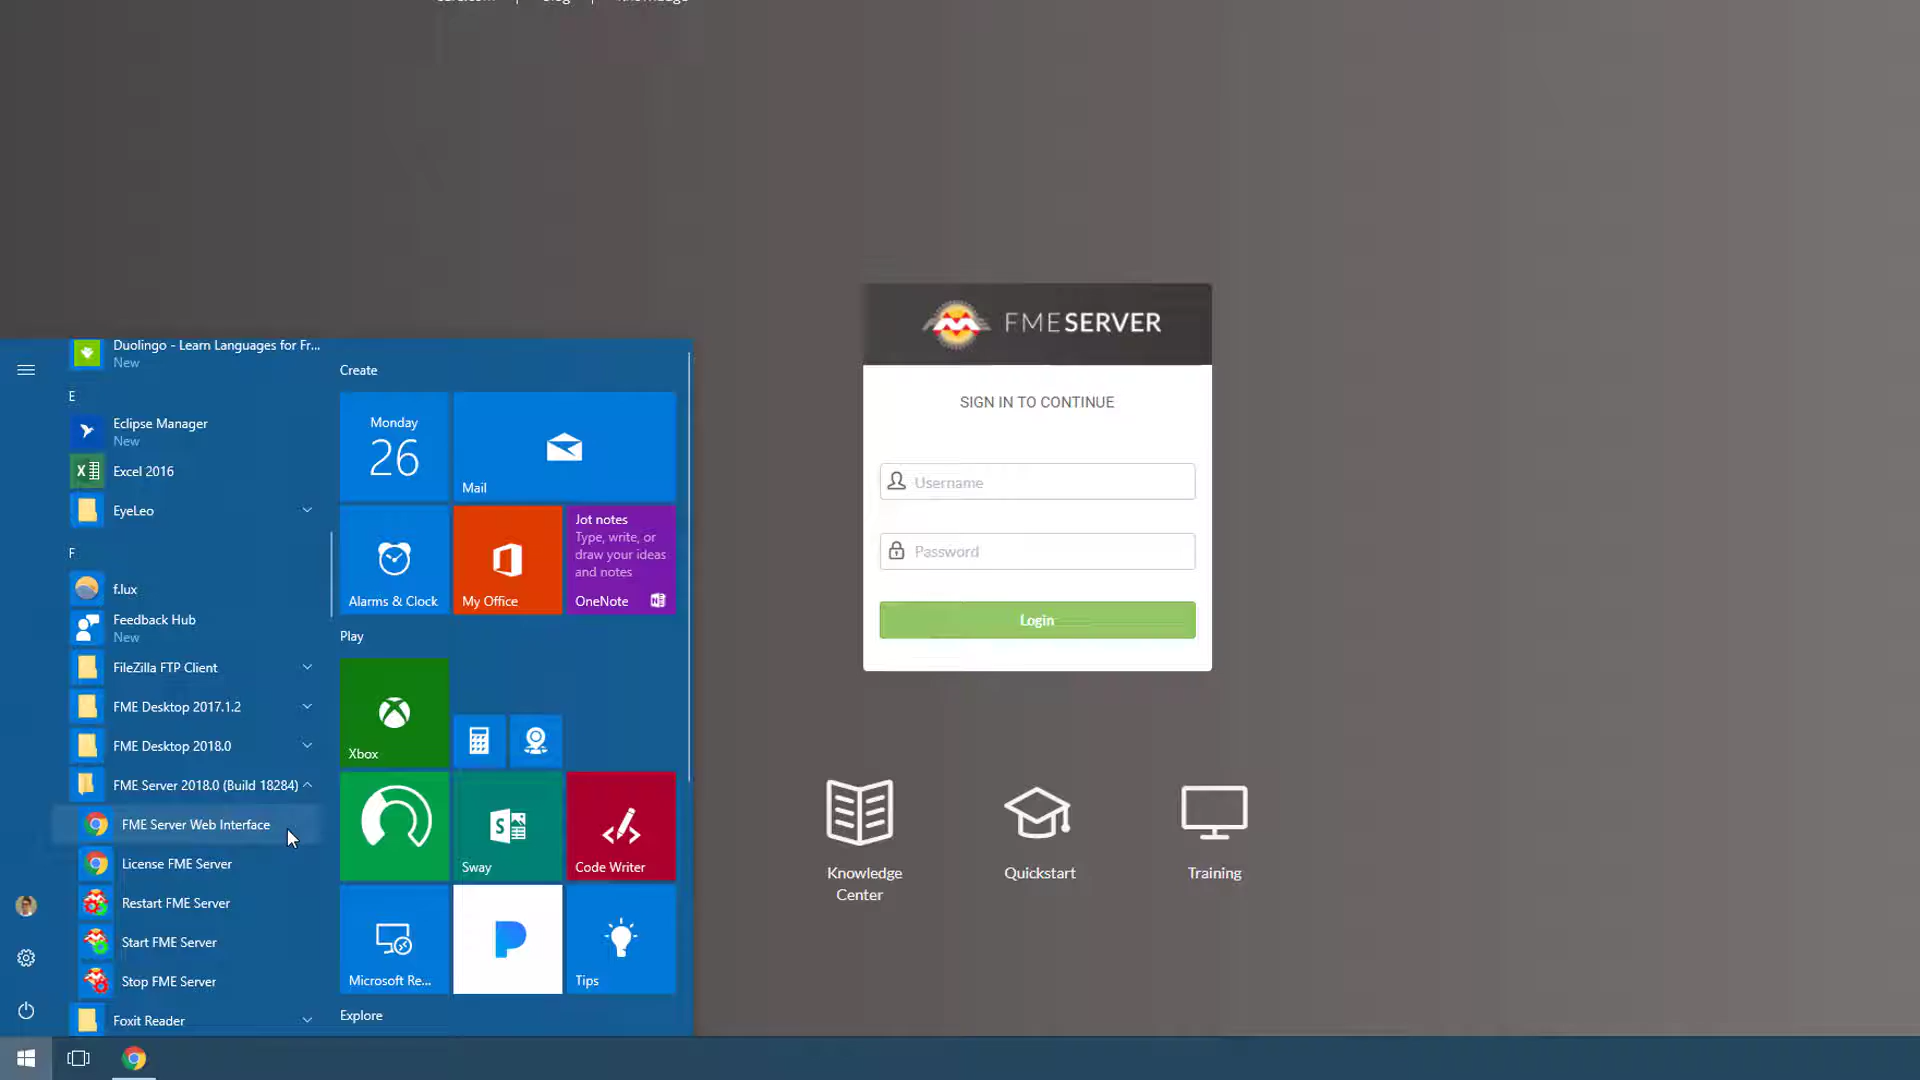 Duolingo - Learn Languages for Fr...
New
E
Eclipse Manager
New
Excel 2016
EyeLeo
F
f.lux
Feedback Hub
New
FileZilla FTP Client
FME Desktop 2017.1.2
FME Desktop 2018.0
FME Server 2018.0 (Build 18284)
FME Server Web Interface
License FME Server
Restart FME Server
Start FME Server
Stop FME Server
Foxit Reader
Create
Monday
26
Mail
Alarms & Clock
My Office
Jot notes
Type, write, or
draw your ideas
and notes
OneNote
Play
Xbox
Sway
Code Writer
Microsoft Re...
Tips
Explore
FMESERVER
SIGN IN TO CONTINUE
Username
Password
Login
Knowledge
Center
Quickstart
Training